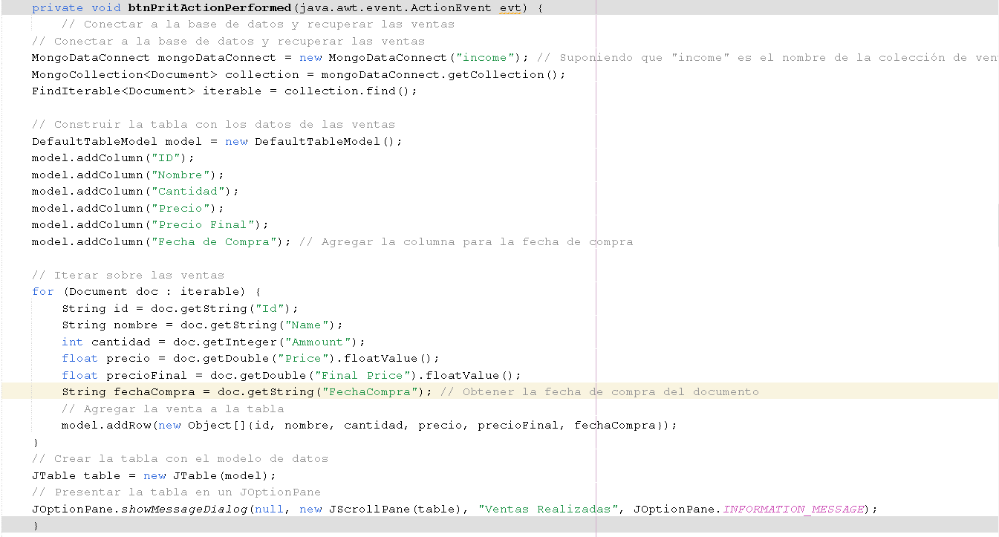 private void btnPritActionPerformed(java.awt.event.ActionEvent evt) {
// Conectar a la base de datos y recuperar las ventas
// Conectar a la base de datos y recuperar las ventas
MongoDataConnect mongoDataConnect = new MongoDataConnect("income"); // Suponiendo que "income" es el nombre de la colección de
MongoCollection<Document> collection = mongoDataConnect.getCollection();
FindIterable<Document> iterable = collection.find();
// Construir la tabla con los datos de las ventas
DefaultTableModel model = new DefaultTableModel();
model.addColumn("ID");
model.addColumn("Nombre");
model.addColumn("Cantidad");
model.addColumn("Precio");
model.addColumn("Precio Final");
model.addColumn("Fecha de Compra"); // Agregar la columna para la fecha de compra
// Iterar sobre las ventas
for (Document doc : iterable) {
String id = doc.getString("Id");
String nombre = doc.getString("Name");
int cantidad = doc.getInteger("Ammount");
float precio = doc.getDouble("Price").floatValue();
float precioFinal = doc.getDouble("Final Price").floatValue();
String fechaCompra = doc.getString("FechaCompra"); // Obtener la fecha de compra del documento
// Agregar la venta a la tabla
model.addRow(new Object[]{id, nombre, cantidad, precio, precioFinal, fechaCompra});
}
// Crear la tabla con el modelo de datos
JTable table = new JTable(model);
// Presentar la tabla en un JOptionPane
JOptionPane.showMessageDialog(null, new JScrollPane(table), "Ventas Realizadas", JOptionPane.INFORMATION_MESSAGE);
}